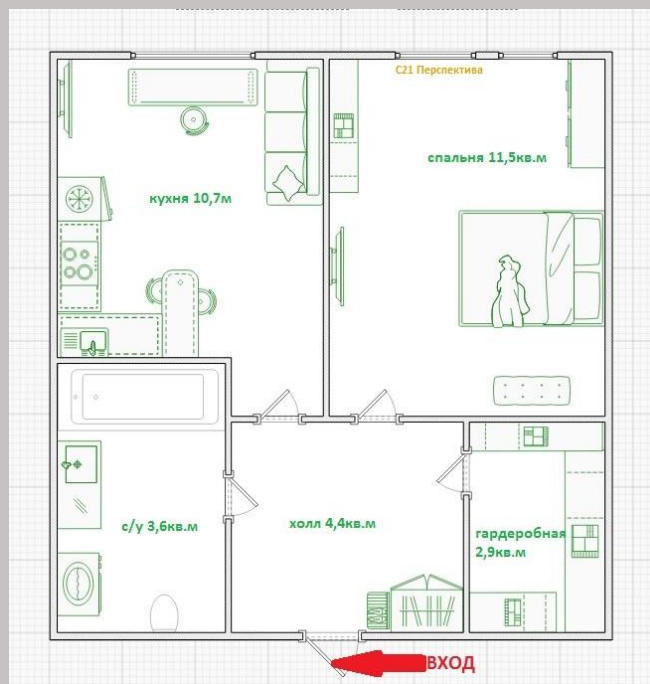 С21 Перспектива
спальня 11,5кв.м
кухня 10,7м
с/у 3,6кв.м
холл 4,4кв.м
гардеробная
2,9кв.м
ВХОД